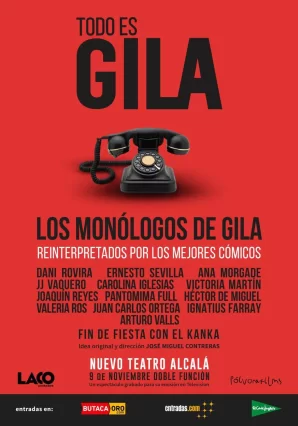 TODO ES
GILA
LOS MONÓLOGOS DE GILA
REINTERPRETADOS POR LOS MEJORES CÓMICOS
DANI ROVIRA ERNESTO SEVILLA ANA MORGADE
JJ VAQUERO CAROLINA IGLESIAS VICTORIA MARTÍN
JOAQUÍN REYES PANTOMIMA FULL HÉCTOR DE MIGUEL
VALERIA ROS JUAN CARLOS ORTEGA IGNATIUS FARRAY
ARTURO VALLS
FIN DE FIESTA CON EL KANKA
Idea original y dirección JOSÉ MIGUEL CONTRERAS
NUEVO TEATRO ALCALÁ
9 DE NOVIEMBRE DOBLE FUNCIÓN
Un espectáculo grabado para su emisión en Televisión
LACO
entradas en:
BUTACA ORO
entradas.com
El Corte Inglés